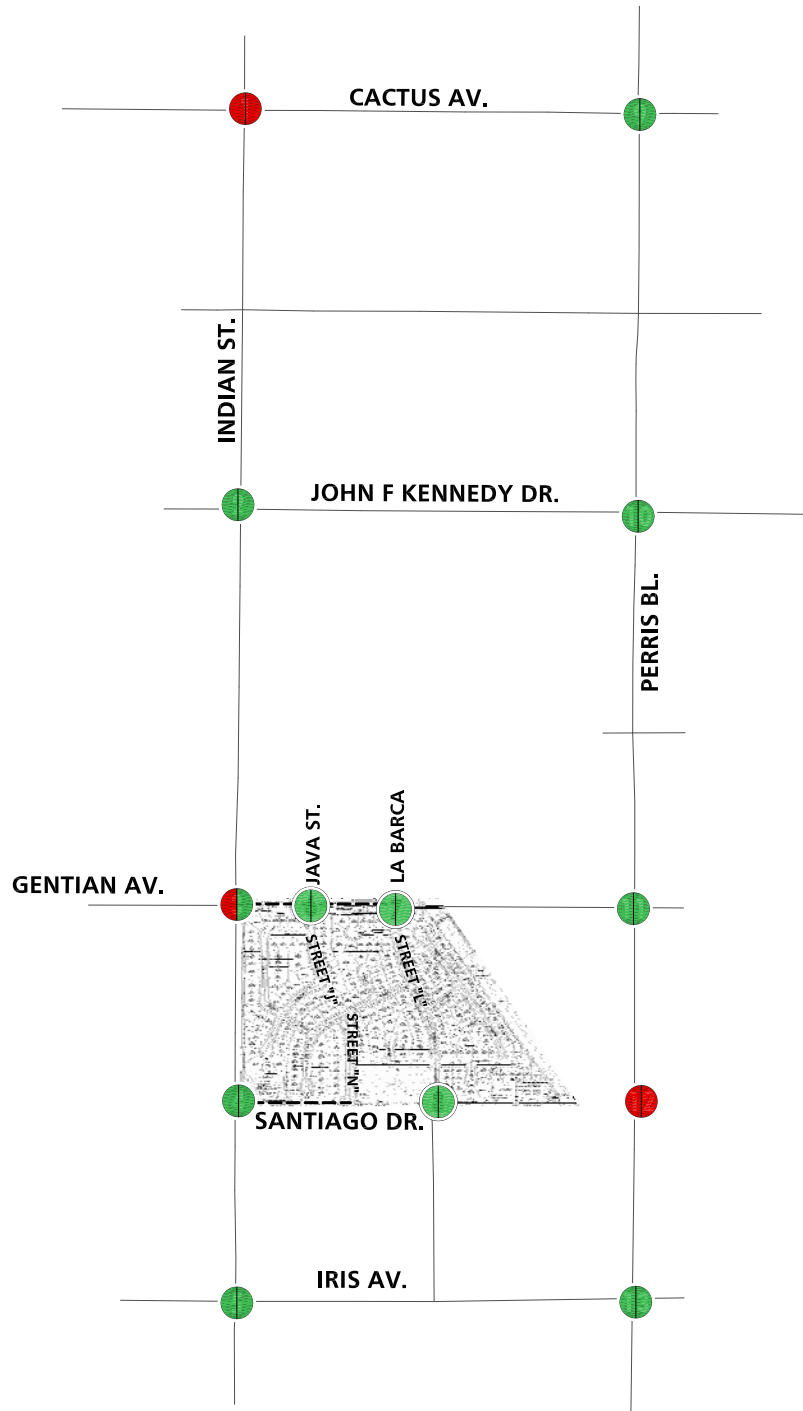 CACTUS AV.
INDIAN ST.
JOHN F KENNEDY DR.
PERRIS BL.
JAVA ST.
LA BARCA
GENTIAN AV.
STREET "J"
STREET "L"
STREET "N"
SANTIAGO DR.
IRIS AV.